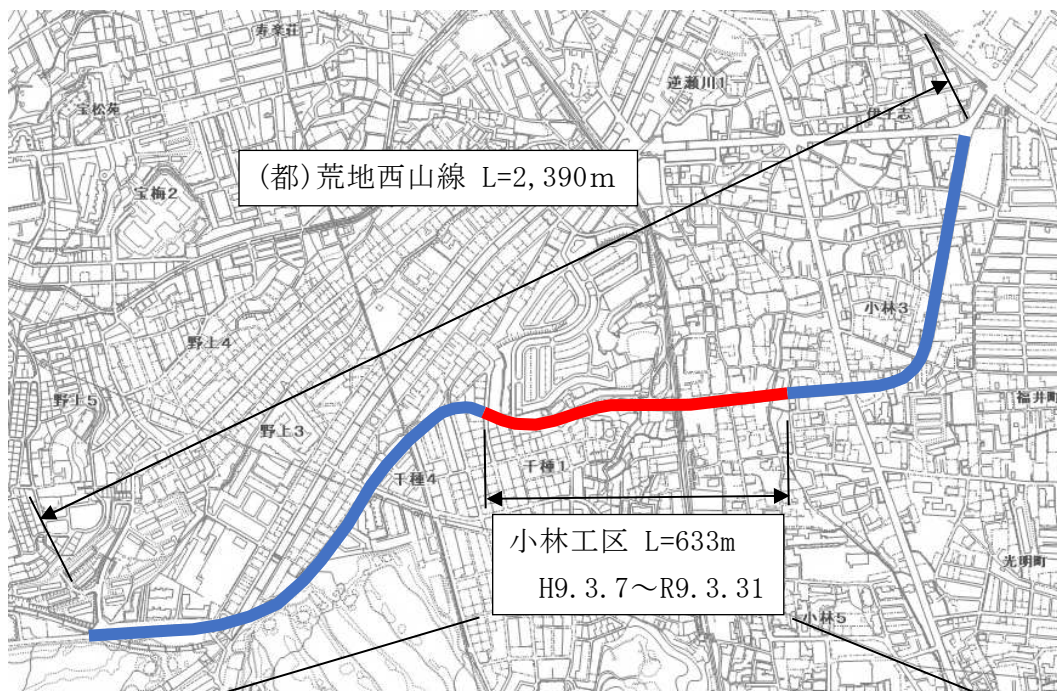 寿楽荘
逆瀬川1
宝松苑
伊孑志
(都)荒地西山線 L=2,390m
宝梅2
小林3
野上4
野上5
福井町
野上3
千種4
千種1
小林工区 L=633m
H9.3.7～R9.3.31
光明町
小林5